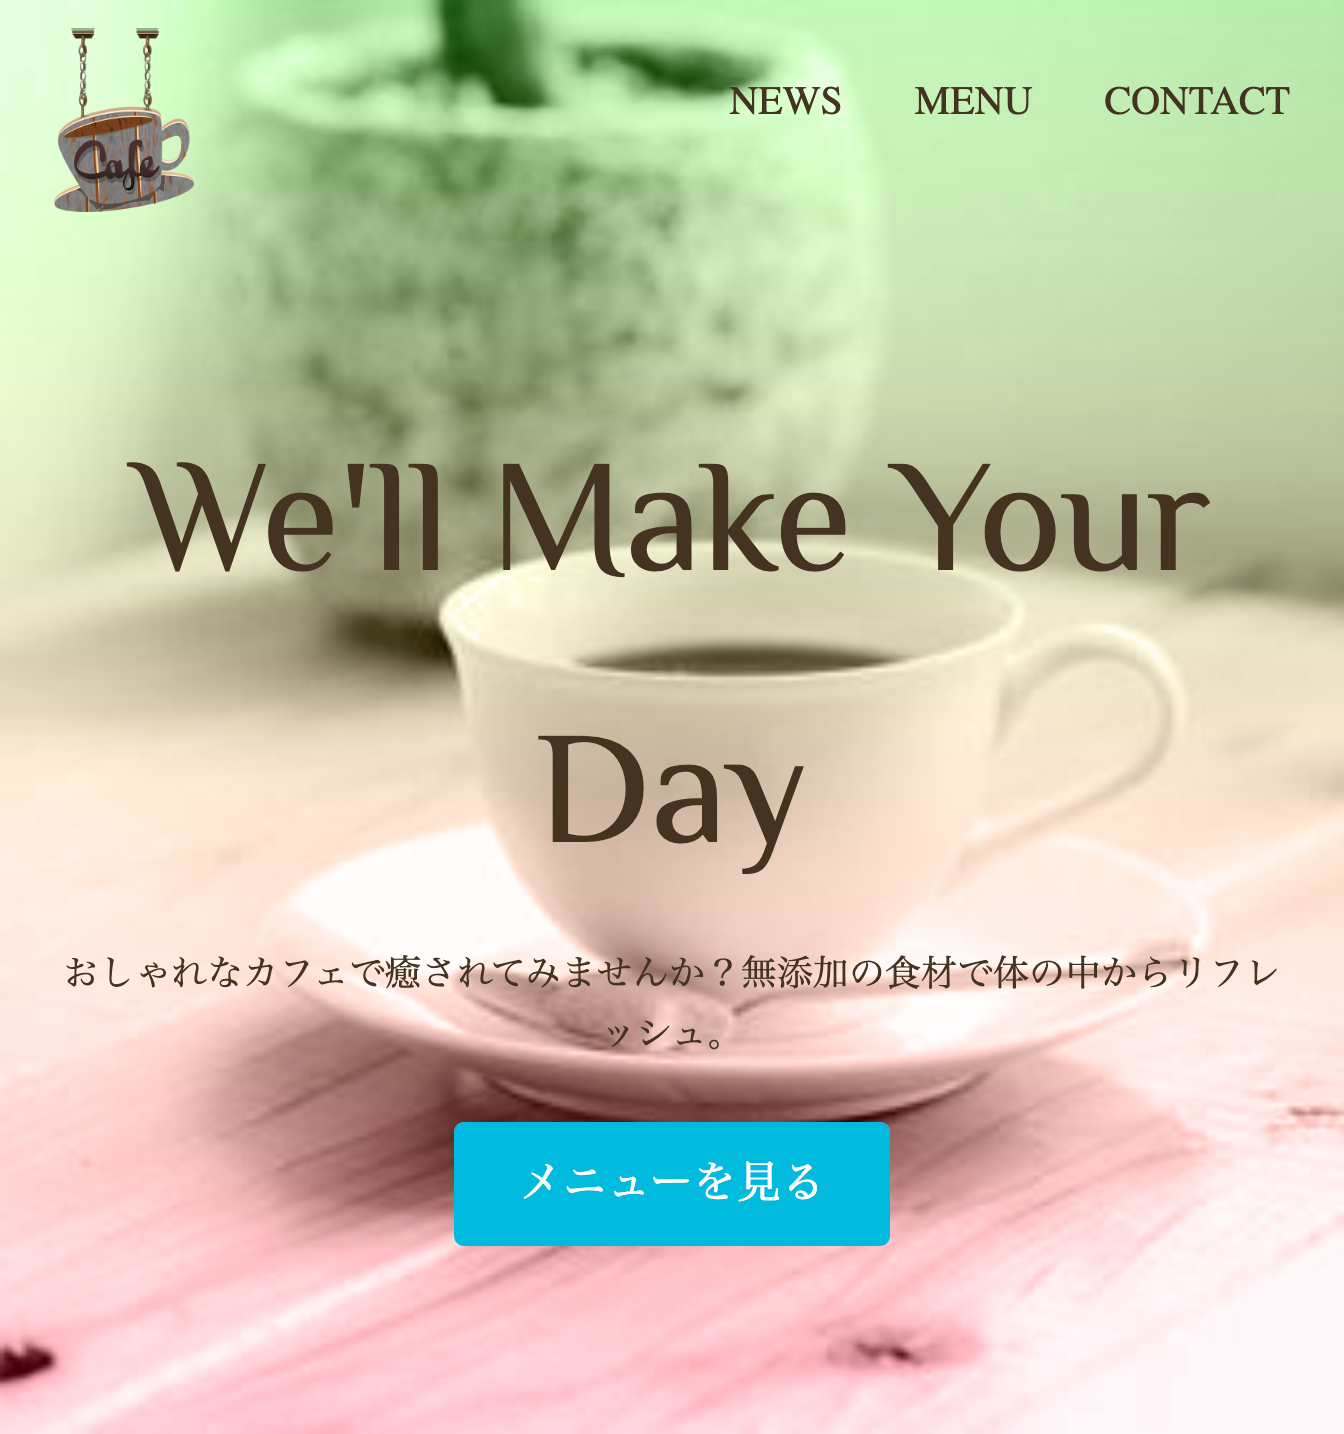 Cafe
NEWS MENU CONTACT
We'll Make Your
Day
おしゃれなカフェで癒されてみませんか？無添加の食材で体の中からリフレ
ッシュ。
メニューを見る